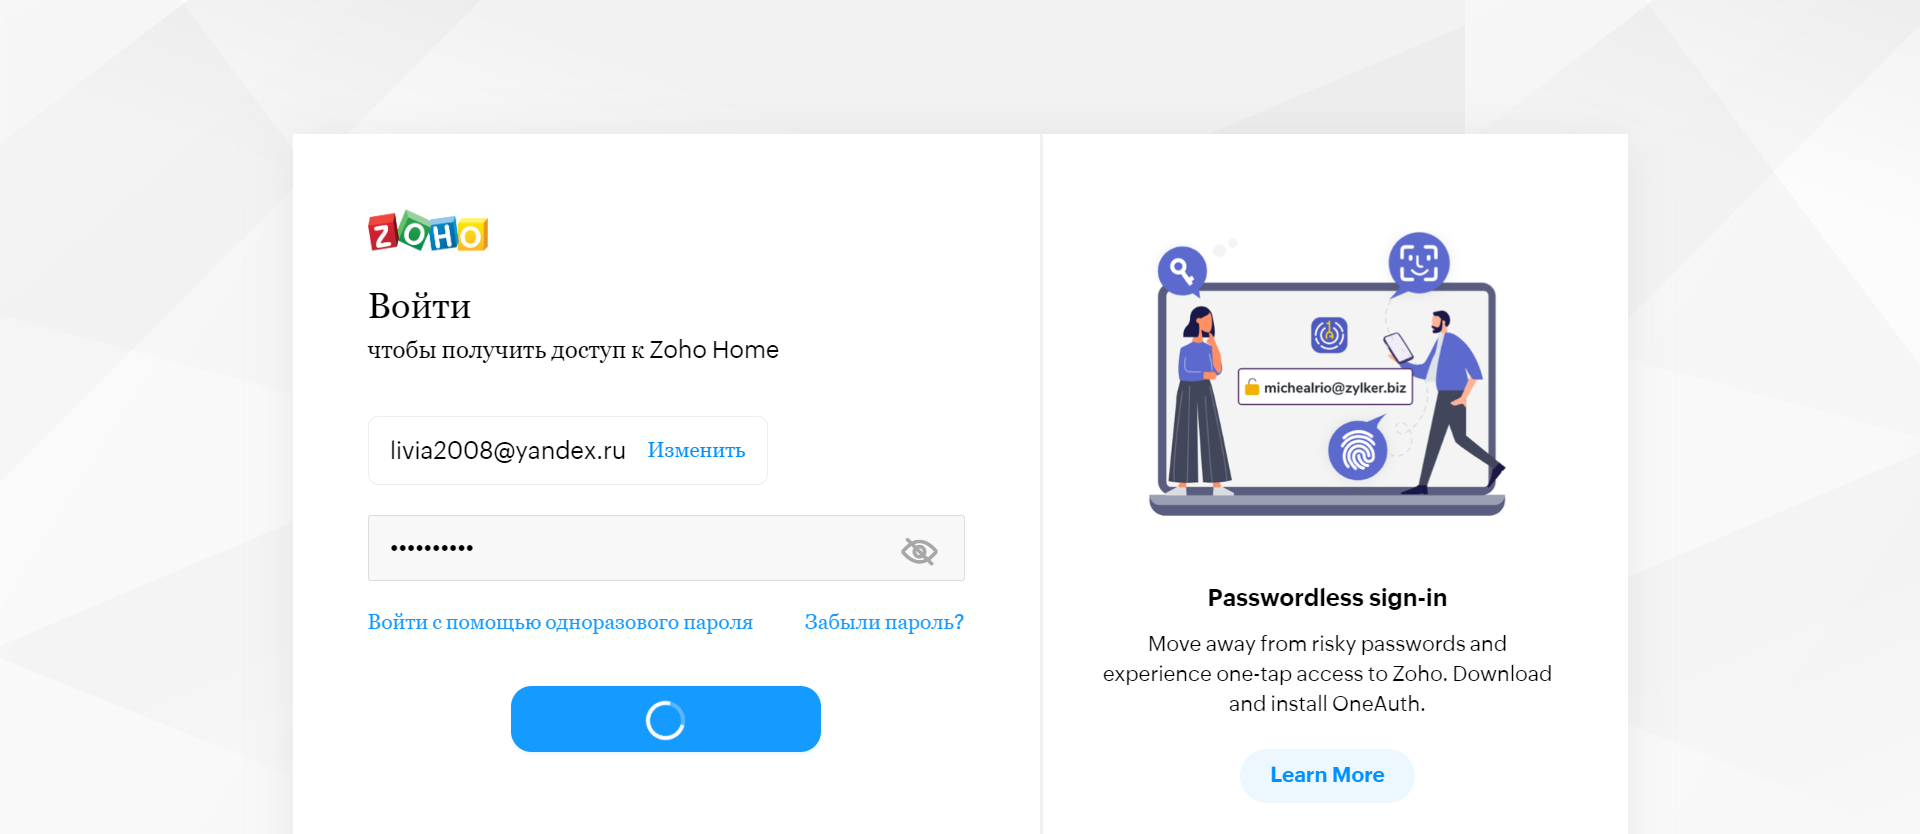 ZOHO
Войти
чтобы получить доступ к Zoho Home
livia2008@yandex.ru Изменить
••••••••••
Войти с помощью одноразового пароля Забыли пароль?
michealrio@zylker.biz
Passwordless sign-in
Move away from risky passwords and
experience one-tap access to Zoho. Download
and install OneAuth.
Learn More